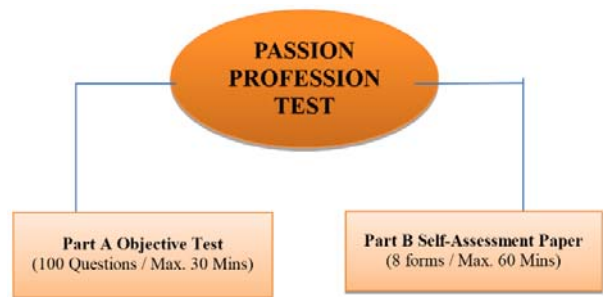 PASSION
PROFESSION
TEST
Part A Objective Test
(100 Questions / Max. 30 Mins)
Part B Self-Assessment Paper
(8 forms / Max. 60 Mins)